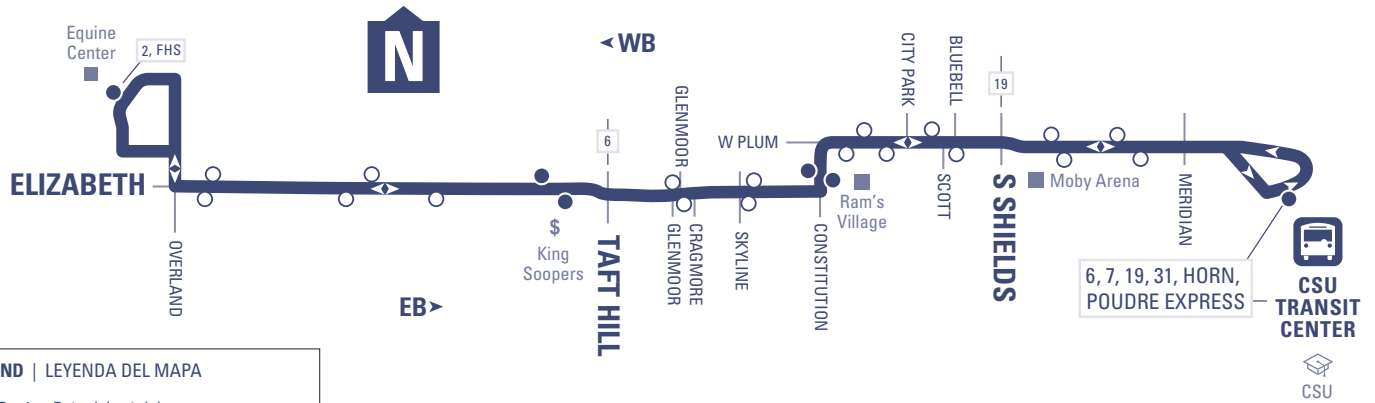 Equine
Center
2, FHS
N
WB
ELIZABETH
OVERLAND
EB
$
King
Soopers
6
TAFT HILL
GLENMOOR
GLENMOOR
CRAGMORE
SKYLINE
W PLUM
CONSTITUTION
Ram's
Village
CITY PARK
SCOTT
BLUEBELL
19
S SHIELDS
Moby Arena
MERIDIAN
6, 7, 19, 31, HORN,
POUDRE EXPRESS
CSU
TRANSIT
CENTER
CSU
ND | LEYENDA DEL MAPA